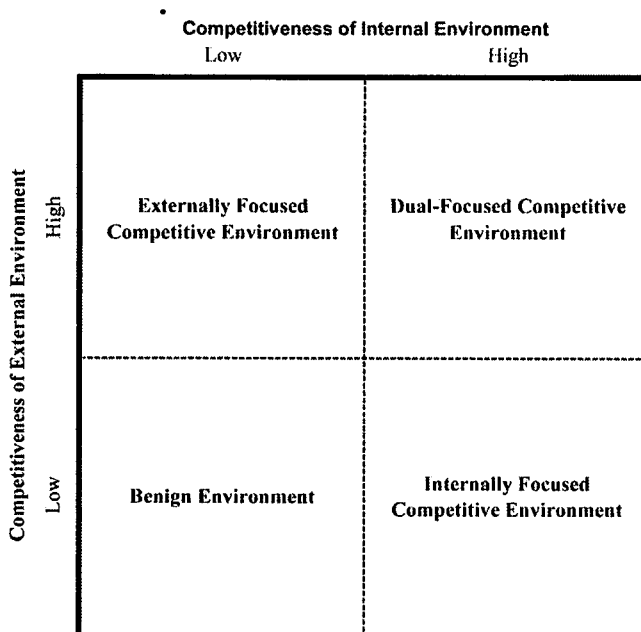 Competitiveness of Internal Environment
Low High
Competitiveness of External Environment
High
Externally Focused
Competitive Environment
Dual-Focused Competitive
Environment
Low
Benign Environment
Internally Focused
Competitive Environment